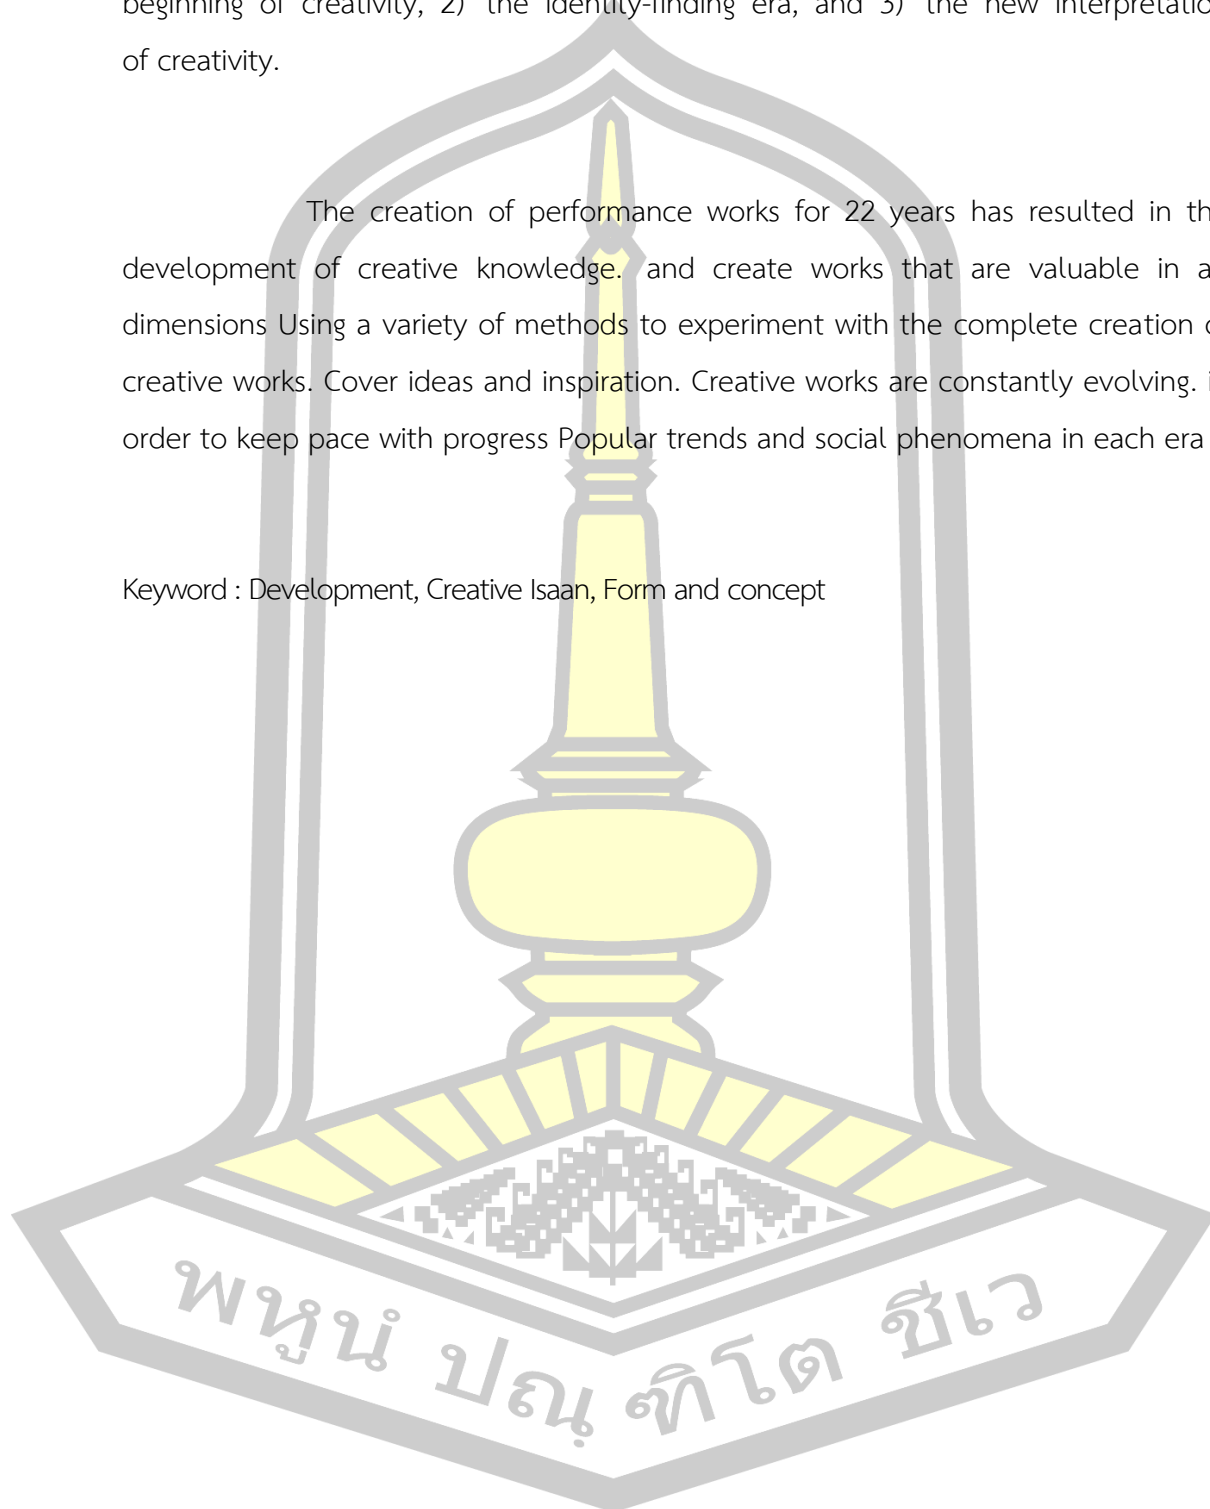 beginning of creativity, 2) the identity-finding era, and 3) the new interpretatio
of creativity.
The creation of performance works for 22 years has resulted in th
development of creative knowledge. and create works that are valuable in a
dimensions Using a variety of methods to experiment with the complete creation o
creative works. Cover ideas and inspiration. Creative works are constantly evolving. i
order to keep pace with progress Popular trends and social phenomena in each era
Keyword : Development, Creative Isaan, Form and concept
พหูนํ ปณฺฑิโต ชีเว